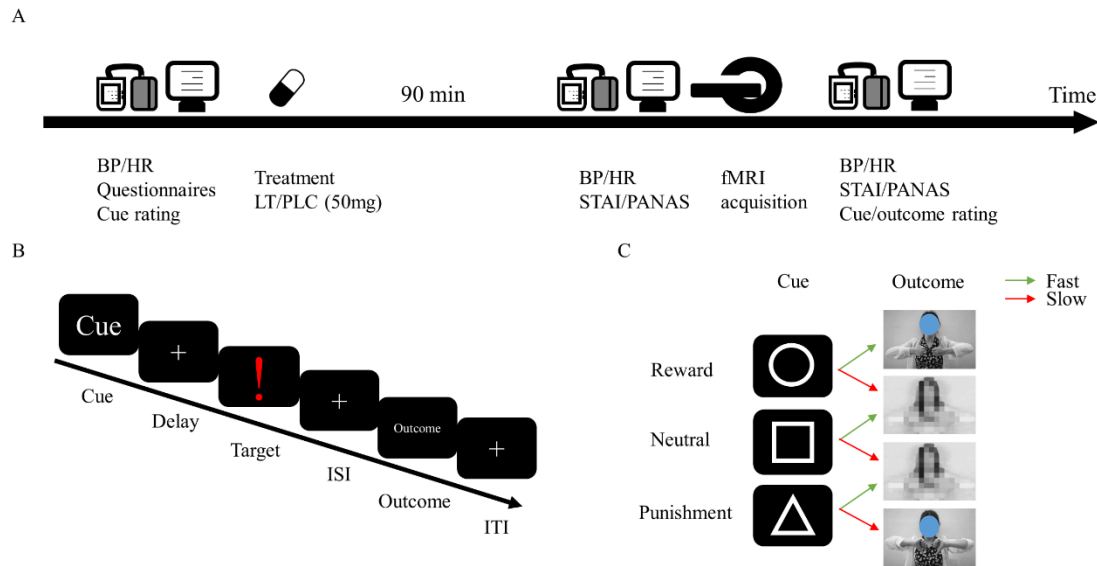 A
90 min
Time
BP/HR
Questionnaires
Cue rating
Treatment
LT/PLC (50mg)
BP/HR
STAI/PANAS
fMRI
acquisition
BP/HR
STAI/PANAS
Cue/outcome rating
B
Cue
+
!
+
Outcome
+
Cue
Delay
Target
ISI
Outcome
ITI
C
Cue
Outcome
Fast
Slow
Reward
Neutral
Punishment